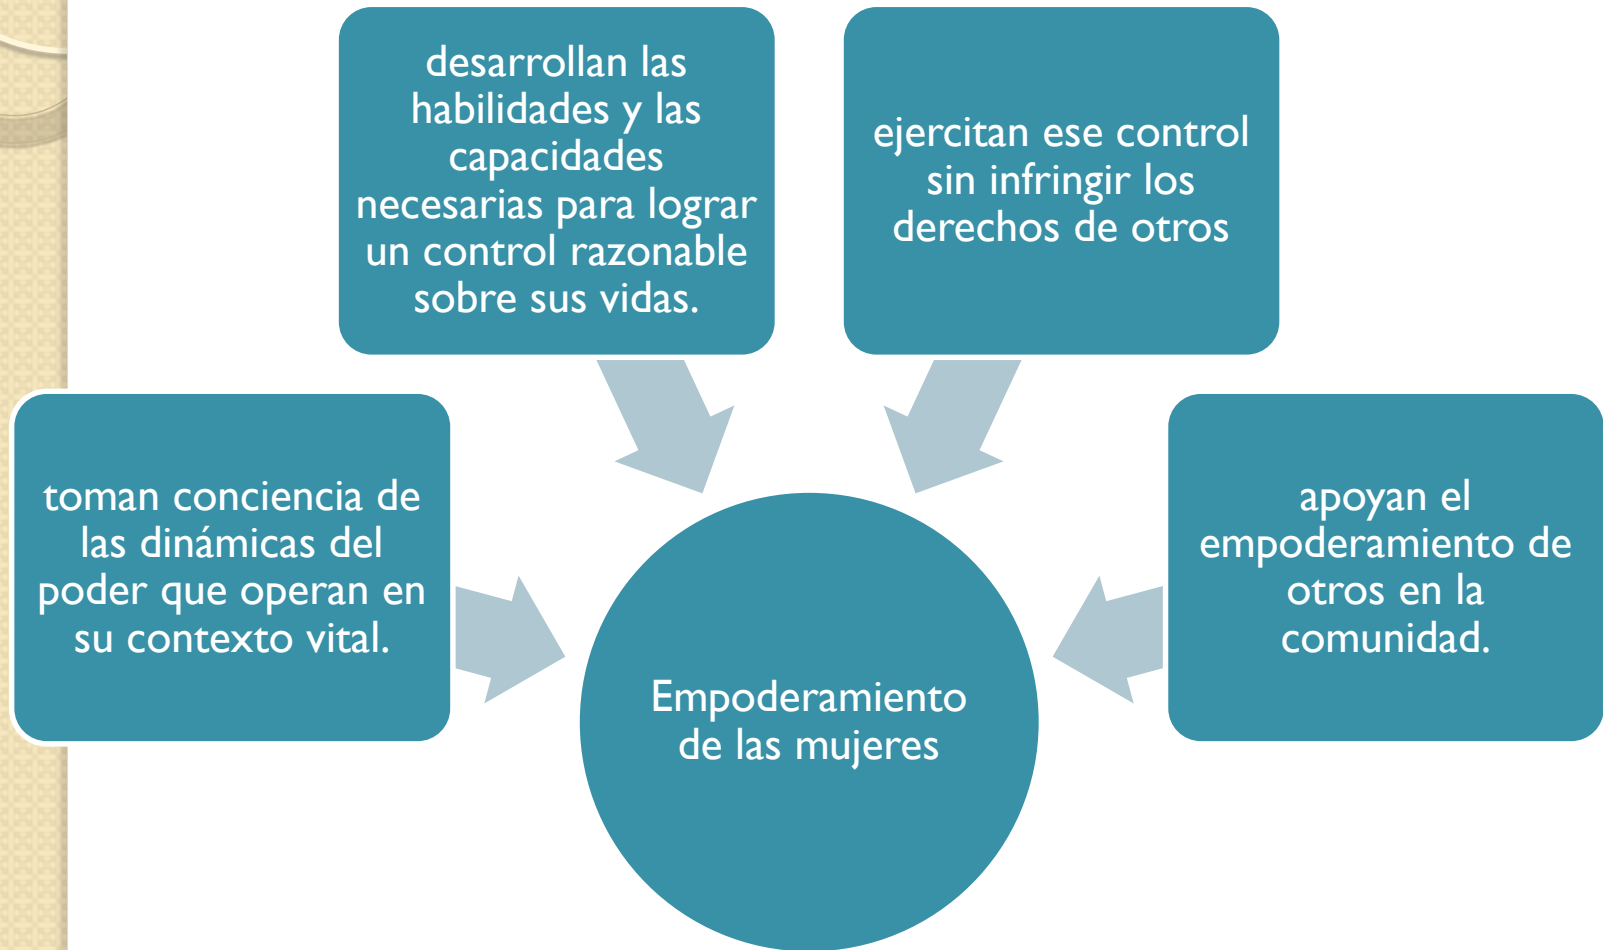 desarrollan las
habilidades y las
capacidades
necesarias para lograr
un control razonable
sobre sus vidas.
ejercitan ese control
sin infringir los
derechos de otros
toman conciencia de
las dinámicas del
poder que operan en
su contexto vital.
apoyan el
empoderamiento de
otros en la
comunidad.
Empoderamiento
de las mujeres